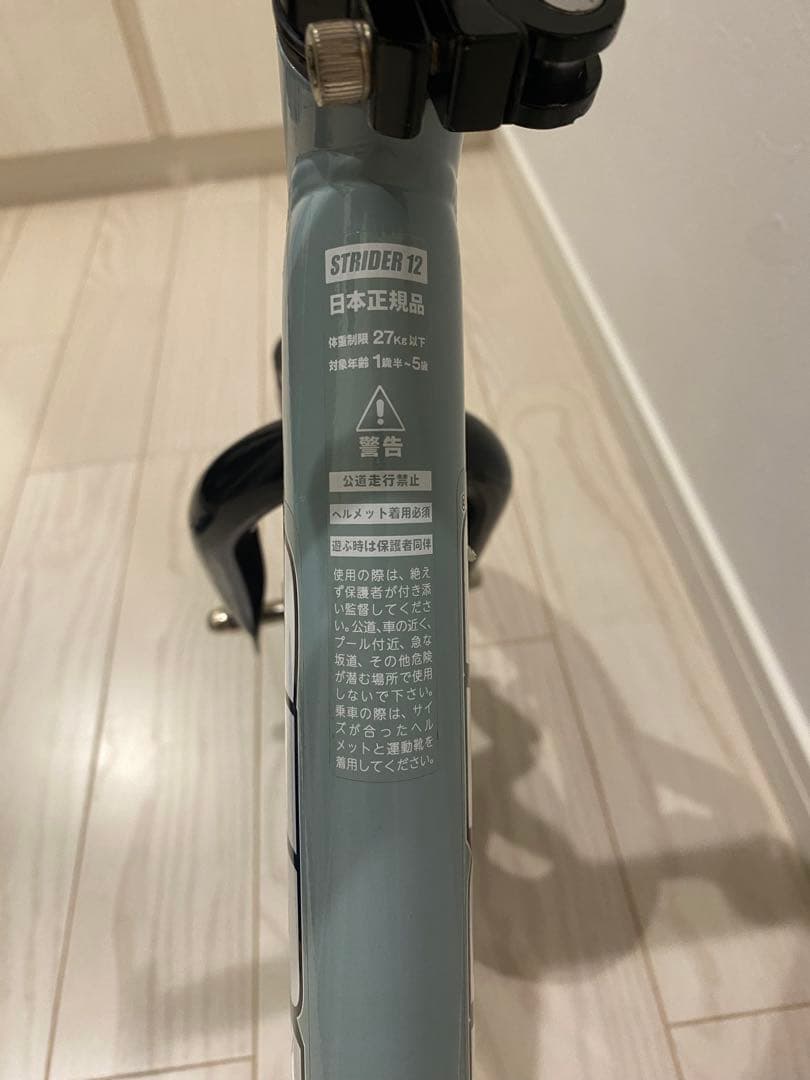 STRIDER 12
日本正規品
体重制限 27Kg以下
対象年齢 1歳半~5歳
警告
公道走行禁止
ヘルメット着用必須
遊ぶ時は保護者同伴
使用の際は、絶え
ず保護者が付き添
い監督してくださ
い。公道、車の近く、
プール付近、急な
坂道、その他危険
が潜む場所で使用
しないで下さい。
乗車の際は、サイ
ズが合ったヘル
メットと運動靴を
着用してください。